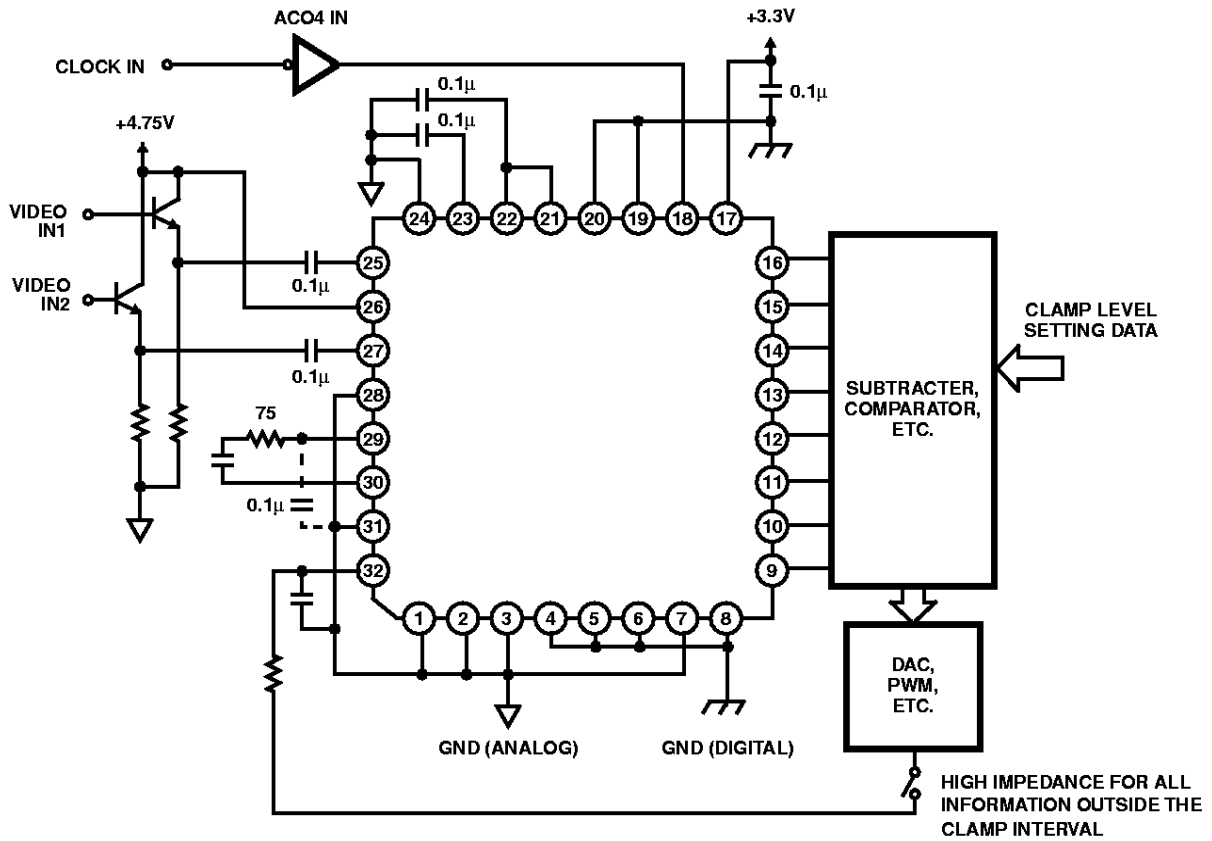 ACO4 IN
+3.3V
CLOCK IN
0.1µ
0.1µ
0.1µ
+4.75V
VIDEO
IN1
24 23 22 21 20 19 18 17
25
16
0.1µ
VIDEO
IN2
26
15
CLAMP LEVEL
SETTING DATA
27
14
0.1µ
28
13
SUBTRACTER,
COMPARATOR,
ETC.
75
29
12
30
11
0.1µ
31
10
32
9
1 2 3 4 5 6 7 8
DAC,
PWM,
ETC.
GND (ANALOG)
GND (DIGITAL)
HIGH IMPEDANCE FOR ALL
INFORMATION OUTSIDE THE
CLAMP INTERVAL